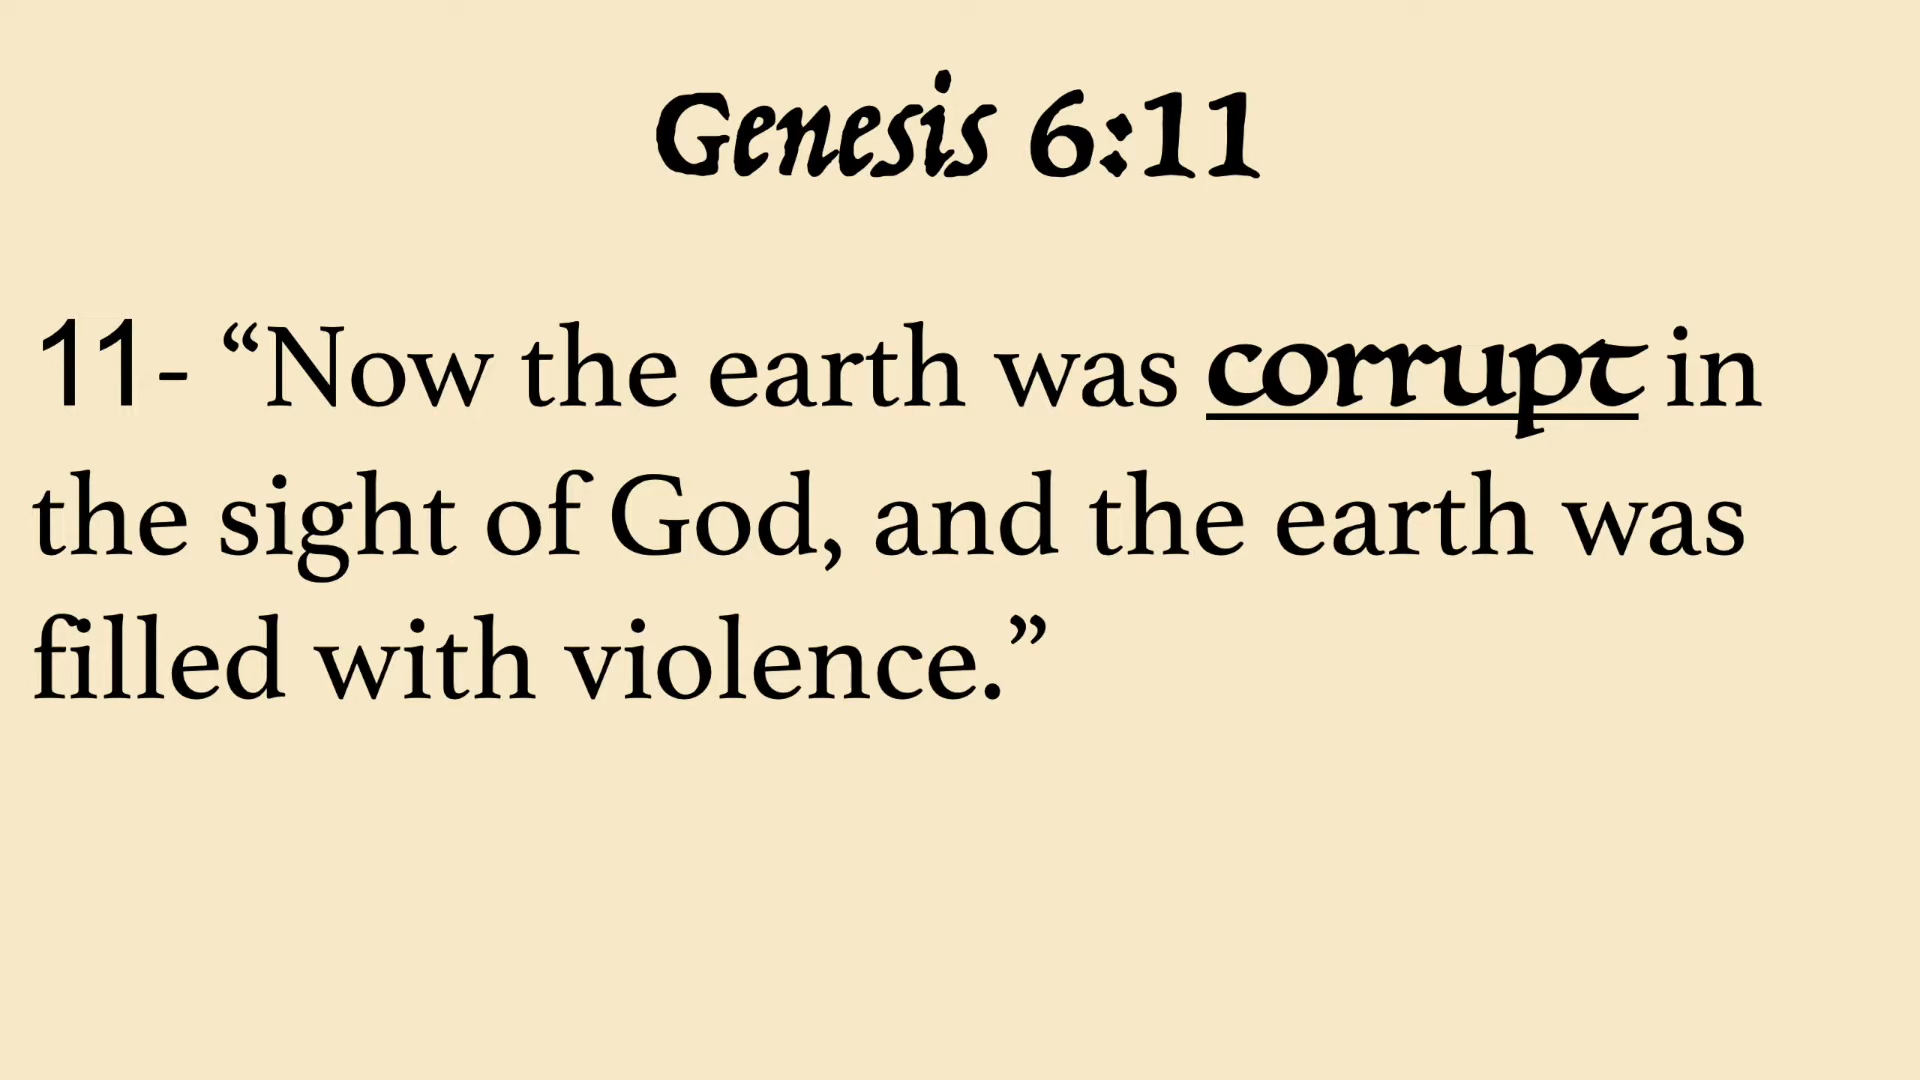 Genesis 6:11
11- “Now the earth was corrupt in
the sight of God, and the earth was
filled with violence.”